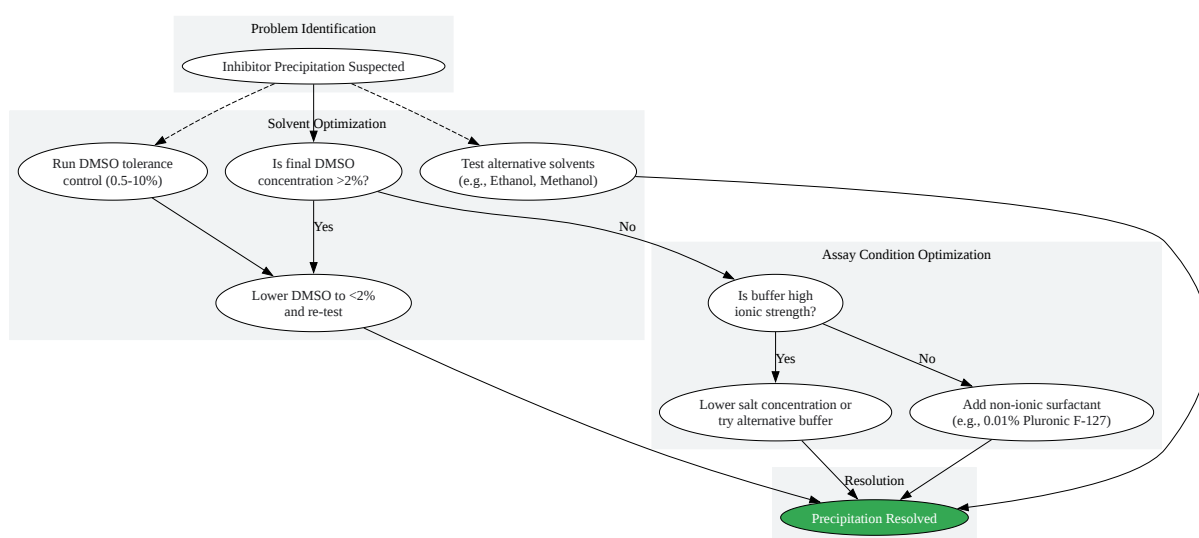 Problem Identification
Inhibitor Precipitation Suspected
Solvent Optimization
Run DMSO tolerance
control (0.5-10%)
Is final DMSO
concentration >2%?
Test alternative solvents
(e.g., Ethanol, Methanol)
Yes
No
Lower DMSO to <2%
and re-test
Assay Condition Optimization
Is buffer high
ionic strength?
Yes
No
Lower salt concentration or
try alternative buffer
Add non-ionic surfactant
(e.g., 0.01% Pluronic F-127)
Resolution
Precipitation Resolved